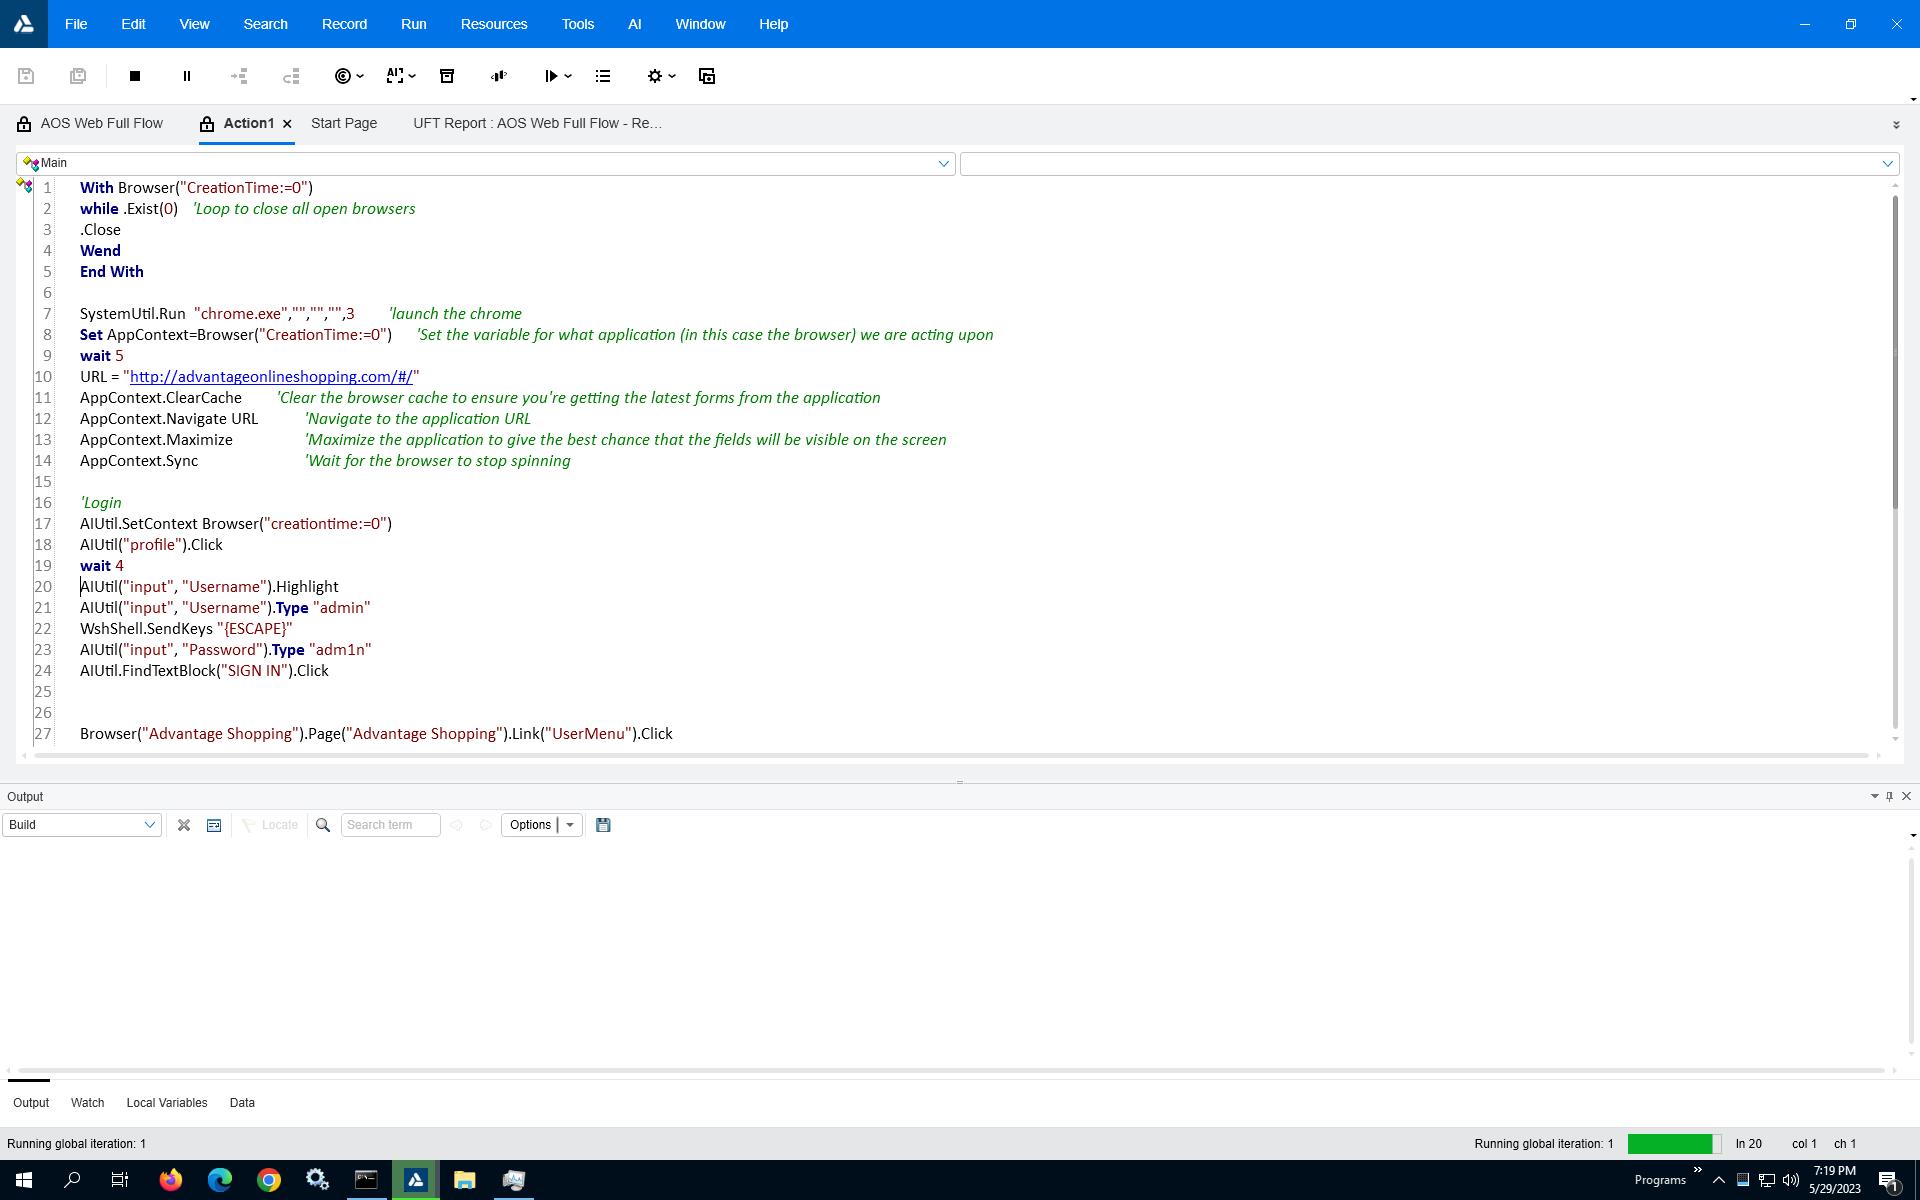 File Edit View Search Record Run Resources Tools AI Window Help
AOS Web Full Flow Action1 Start Page UFT Report : AOS Web Full Flow - Re...
Main
1 With Browser("CreationTime:=0")
2 while .Exist(0) 'Loop to close all open browsers
3 .Close
4 Wend
5 End With
6
7 SystemUtil.Run "chrome.exe","","","",3 'launch the chrome
8 Set AppContext=Browser("CreationTime:=0") 'Set the variable for what application (in this case the browser) we are acting upon
9 wait 5
10 URL = "http://advantageonlineshopping.com/#/"
11 AppContext.ClearCache 'Clear the browser cache to ensure you're getting the latest forms from the application
12 AppContext.Navigate URL 'Navigate to the application URL
13 AppContext.Maximize 'Maximize the application to give the best chance that the fields will be visible on the screen
14 AppContext.Sync 'Wait for the browser to stop spinning
15
16 'Login
17 AIUtil.SetContext Browser("creationtime:=0")
18 AIUtil("profile").Click
19 wait 4
20 AIUtil("input", "Username").Highlight
21 AIUtil("input", "Username").Type "admin"
22 WshShell.SendKeys "{ESCAPE}"
23 AIUtil("input", "Password").Type "adm1n"
24 AIUtil.FindTextBlock("SIGN IN").Click
25
26
27 Browser("Advantage Shopping").Page("Advantage Shopping").Link("UserMenu").Click
Output
Build Locate Search term Options
Output Watch Local Variables Data
Running global iteration: 1 Running global iteration: 1 ln 20 col 1 ch 1
Programs 7:19 PM
5/29/2023 1